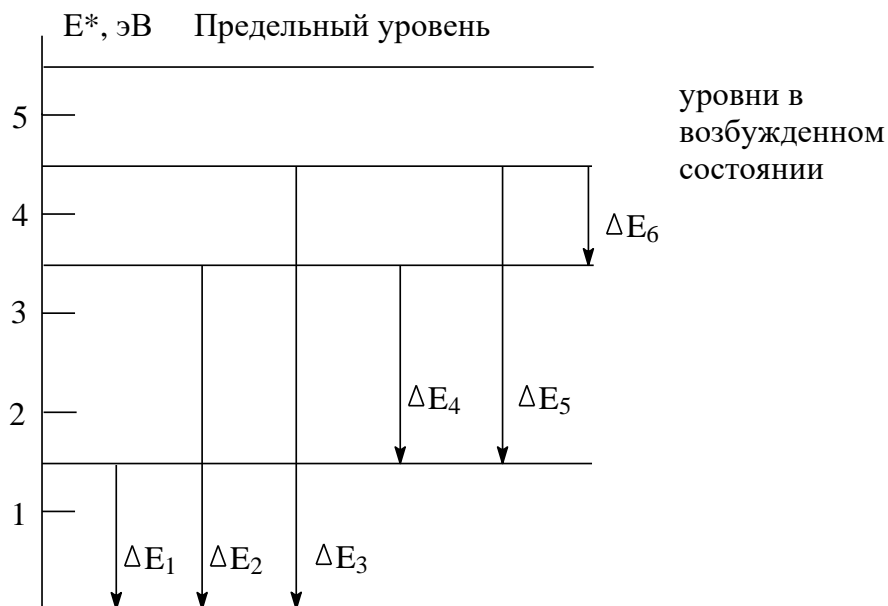 E*, эВ Предельный уровень
5
уровни в
возбужденном
состоянии
4
ΔE₆
3
2
ΔE₄
ΔE₅
1
ΔE₁
ΔE₂
ΔE₃